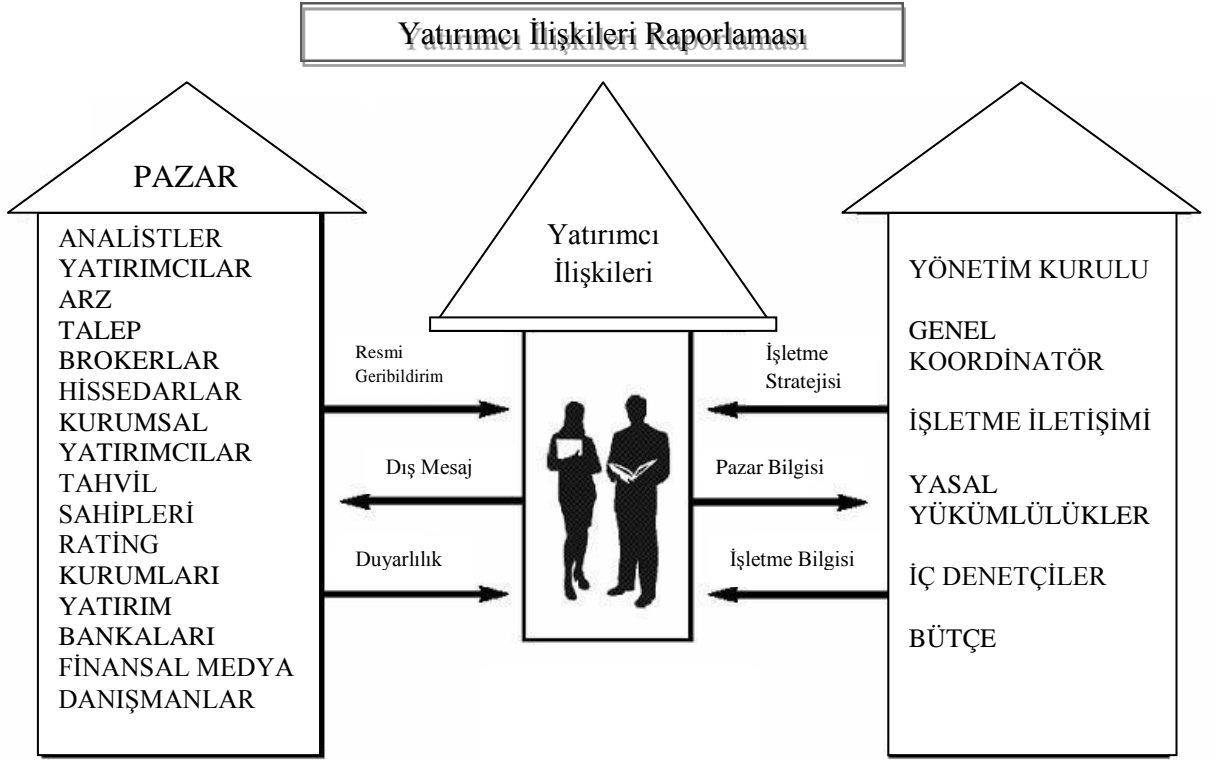 Yatırımcı İlişkileri Raporlaması
PAZAR
ANALİSTLER
YATIRIMCILAR
ARZ
TALEP
BROKERLAR
HİSSEDARLAR
KURUMSAL
YATIRIMCILAR
TAHVİL
SAHİPLERİ
RATİNG
KURUMLARI
YATIRIM
BANKALARI
FİNANSAL MEDYA
DANIŞMANLAR
Resmi
Geribildirim
Dış Mesaj
Duyarlılık
Yatırımcı
İlişkileri
İşletme
Stratejisi
Pazar Bilgisi
İşletme Bilgisi
YÖNETİM KURULU
GENEL
KOORDİNATÖR
İŞLETME İLETİŞİMİ
YASAL
YÜKÜMLÜLÜKLER
İÇ DENETÇİLER
BÜTÇE